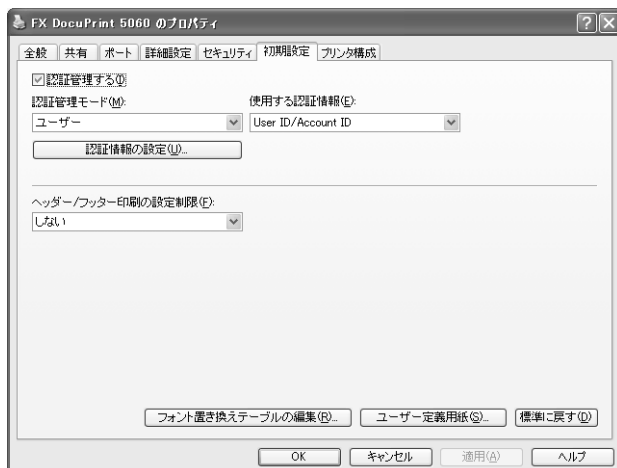 FX DocuPrint 5060 のプロパティ
全般 共有 ポート 詳細設定 セキュリティ 初期設定 プリンタ構成
認証管理する(I)
認証管理モード(M): 使用する認証情報(E):
ユーザー User ID/Account ID
認証情報の設定(U)...
ヘッダー/フッター印刷の設定制限(F):
しない
フォント置き換えテーブルの編集(R)... ユーザー定義用紙(S)... 標準に戻す(D)
OK キャンセル 適用(A) ヘルプ